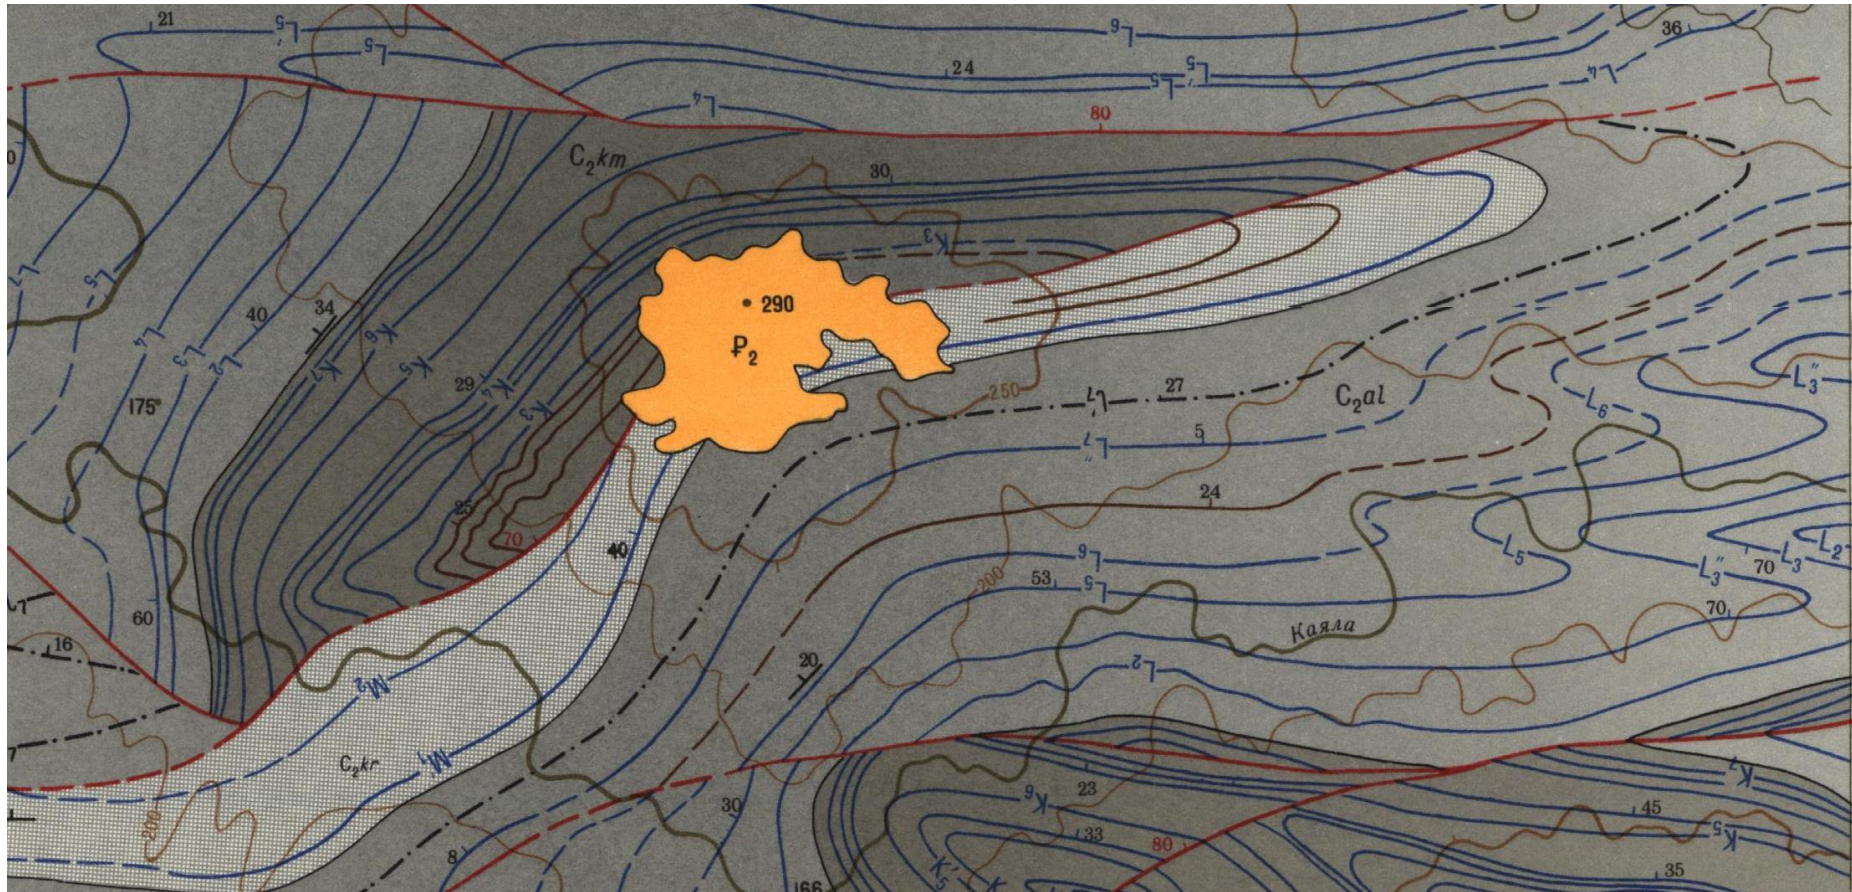 21
L₅'
L₅
L₆
36
24
L₅'
L₅
L₄
L₄
80
C₂km
30
0
K₃
L₇
L₅
34
290
40
L₄
K₆
P₂
L₃
L₂
K₇
K₅
29
K₄
K₃
175°
250
L₇'
27
C₂al
L₆
L₃''
L₇''
5
24
25
70
40
L₆
L₅
L₃''
L₃
L₂
70
53
L₅
200
70
60
16
20
Каяла
L₂
M₂
C₂kr
M₁'
K₇
200
K₆
23
45
30
33
80
K₅
8
K₅'
K
166
35